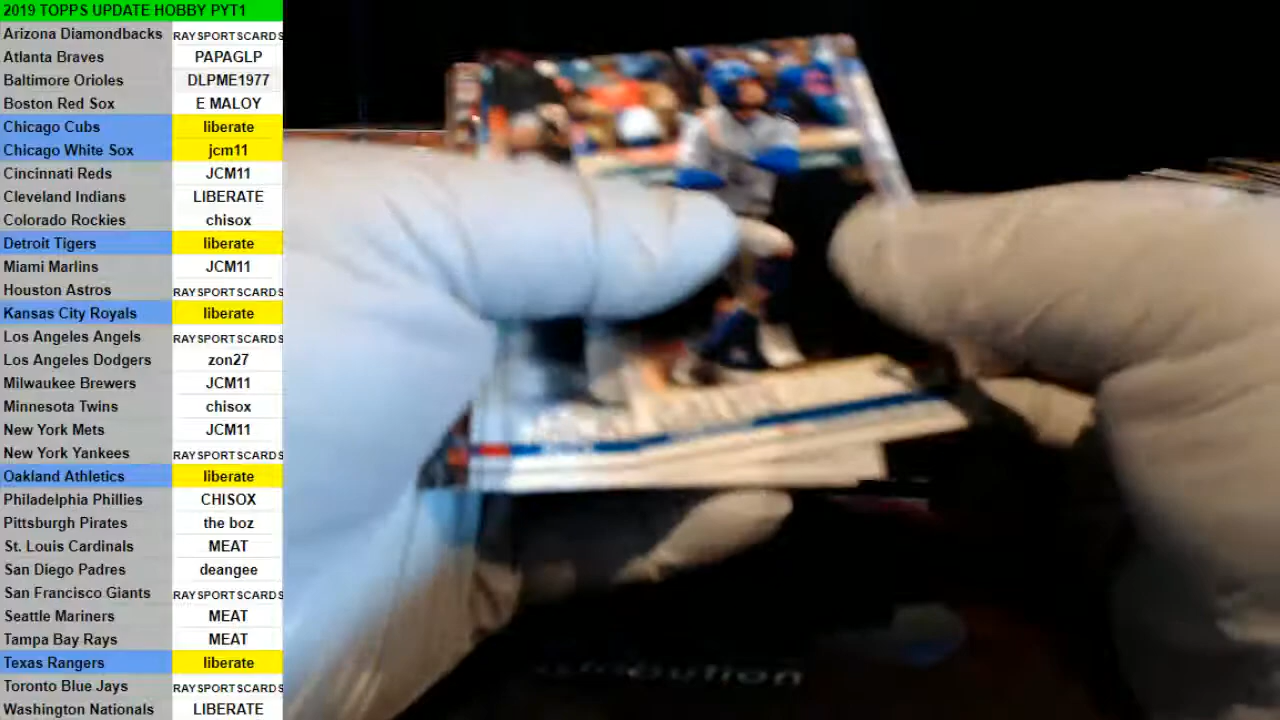 2019 TOPPS UPDATE HOBBY PYT1
Arizona Diamondbacks RAYSPORTSCARDS
Atlanta Braves PAPAGLP
Baltimore Orioles DLPME1977
Boston Red Sox E MALOY
Chicago Cubs liberate
Chicago White Sox jcm11
Cincinnati Reds JCM11
Cleveland Indians LIBERATE
Colorado Rockies chisox
Detroit Tigers liberate
Miami Marlins JCM11
Houston Astros RAYSPORTSCARDS
Kansas City Royals liberate
Los Angeles Angels RAYSPORTSCARDS
Los Angeles Dodgers zon27
Milwaukee Brewers JCM11
Minnesota Twins chisox
New York Mets JCM11
New York Yankees RAYSPORTSCARDS
Oakland Athletics liberate
Philadelphia Phillies CHISOX
Pittsburgh Pirates the boz
St. Louis Cardinals MEAT
San Diego Padres deangee
San Francisco Giants RAYSPORTSCARDS
Seattle Mariners MEAT
Tampa Bay Rays MEAT
Texas Rangers liberate
Toronto Blue Jays RAYSPORTSCARDS
Washington Nationals LIBERATE